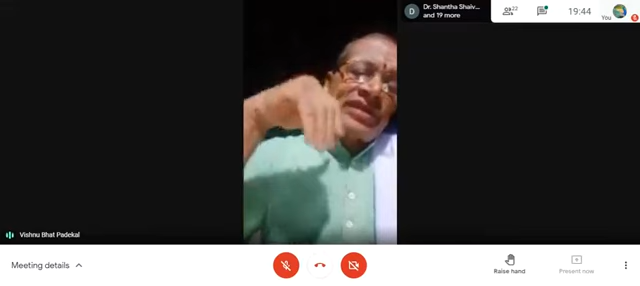 D
Dr. Shantha Shaiv...
and 19 more
22
19:44
You
Vishnu Bhat Padekal
Meeting details
Raise hand
Present now